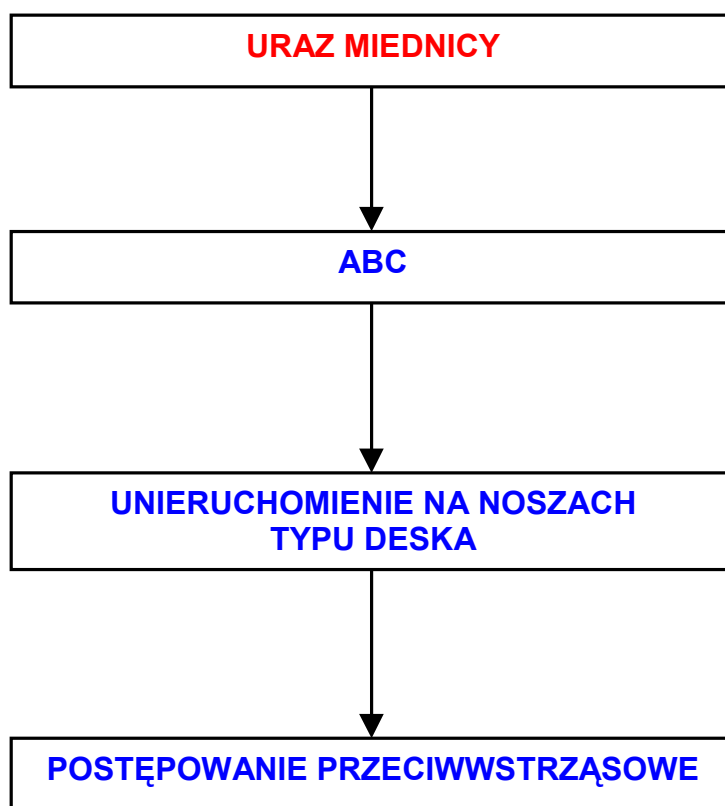 URAZ MIEDNICY
ABC
UNIERUCHOMIENIE NA NOSZACH
TYPU DESKA
POSTĘPOWANIE PRZECIWWSTRZĄSOWE